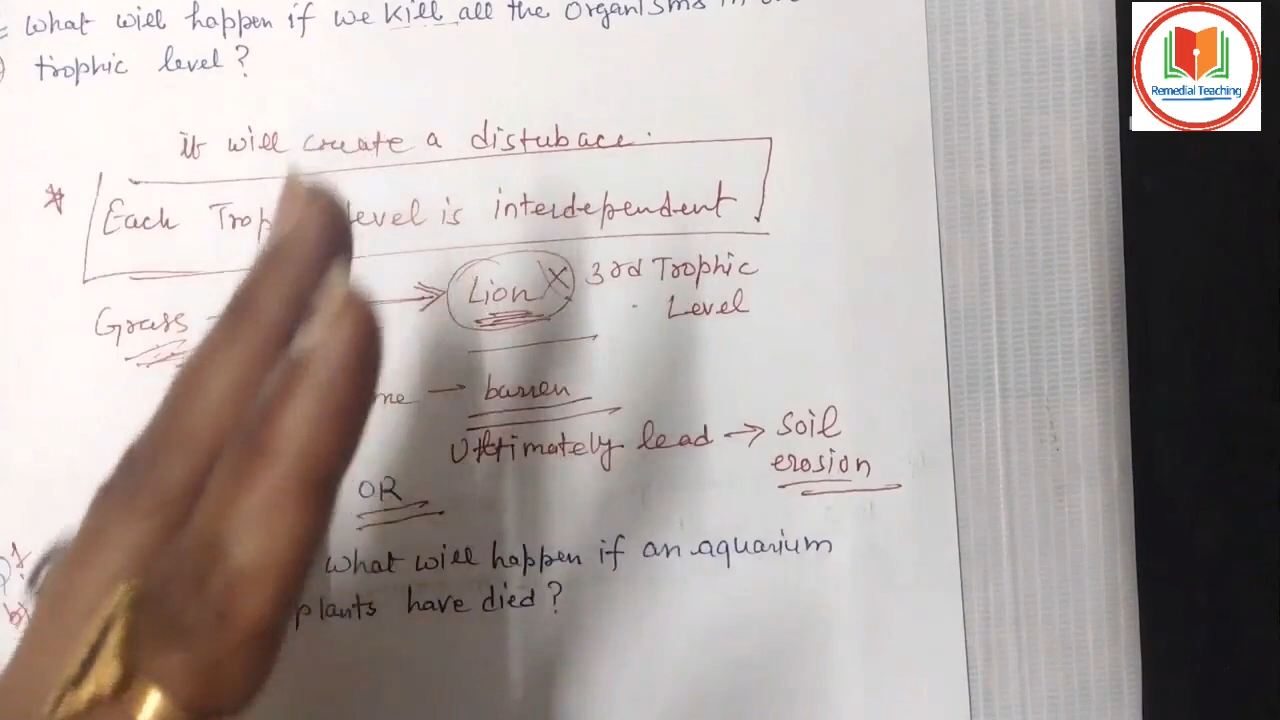 = What will happen if we kill all the organisms in
trophic level?
it will create a distubace.
Each level is interdependent
Grass → Lion X 3rd Trophic
Level
→ barren
Ultimately lead → soil
erosion
OR
What will happen if an aquarium
plants have died?
Remedial Teaching